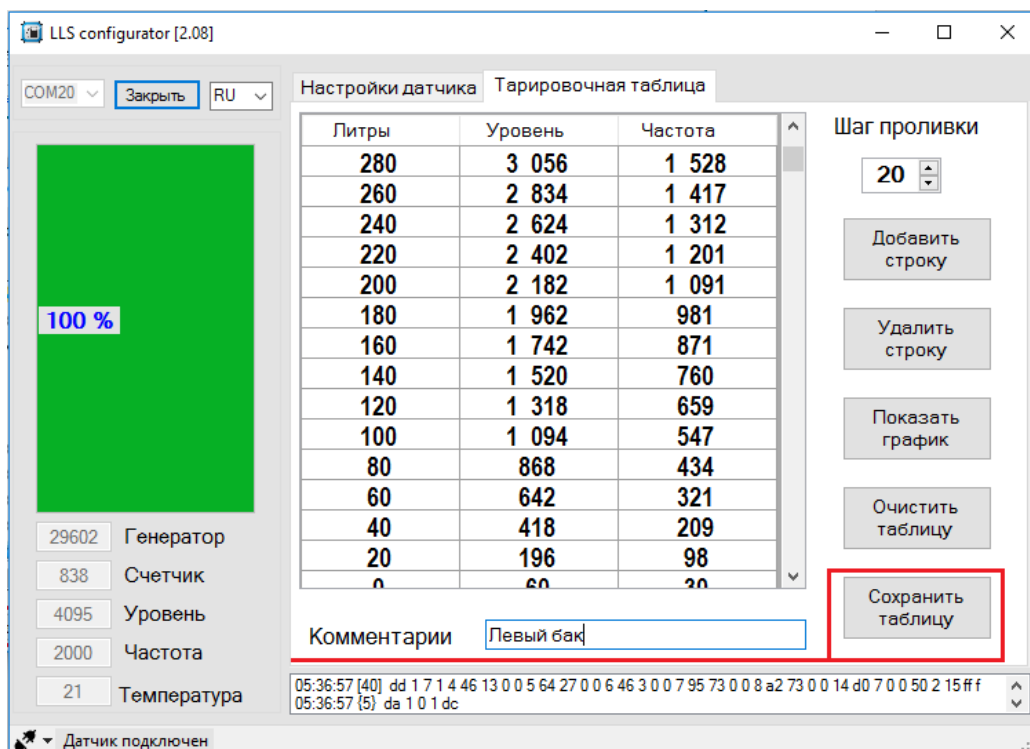 LLS configurator [2.08]
COM20 Закрыть RU
Настройки датчика Тарировочная таблица
Литры Уровень Частота
280 3 056 1 528
260 2 834 1 417
240 2 624 1 312
220 2 402 1 201
200 2 182 1 091
180 1 962 981
160 1 742 871
140 1 520 760
120 1 318 659
100 1 094 547
80 868 434
60 642 321
40 418 209
20 196 98
0 60 30
Шаг проливки
20
Добавить
строку
Удалить
строку
Показать
график
Очистить
таблицу
Сохранить
таблицу
100 %
29602 Генератор
838 Счетчик
4095 Уровень
2000 Частота
21 Температура
Комментарии Левый бак
05:36:57 [40] dd 1 7 1 4 46 13 0 0 5 64 27 0 0 6 46 3 0 0 7 95 73 0 0 8 a2 73 0 0 14 d0 7 0 0 50 2 15 ff f
05:36:57 {5} da 1 0 1 dc
Датчик подключен